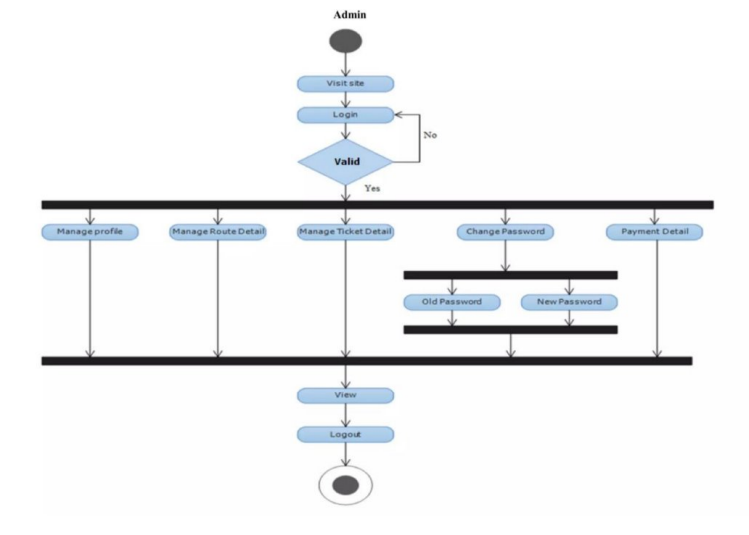 Admin
Visit site
Login
No
Valid
Yes
Manage profile
Manage Route Detail
Manage Ticket Detail
Change Password
Payment Detail
Old Password
New Password
View
Logout